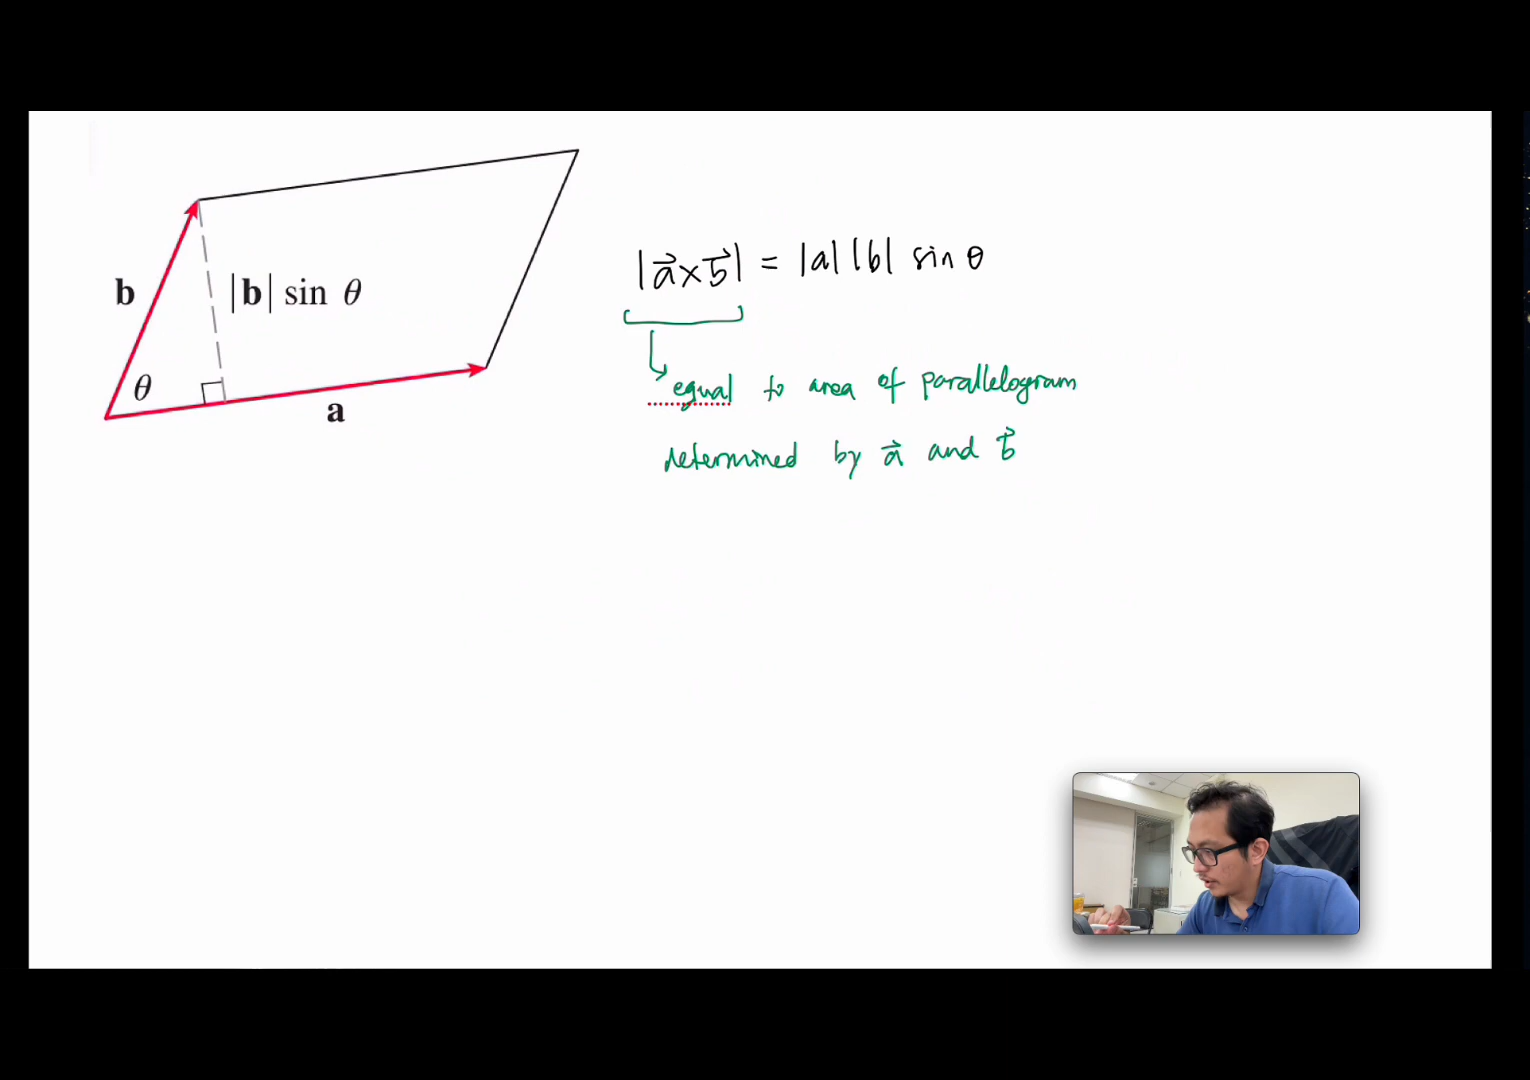 b
|b| sin θ
θ
a
|a⃗×b⃗| = |a| |b| sin θ
equal to area of parallelogram
determined by a⃗ and b⃗